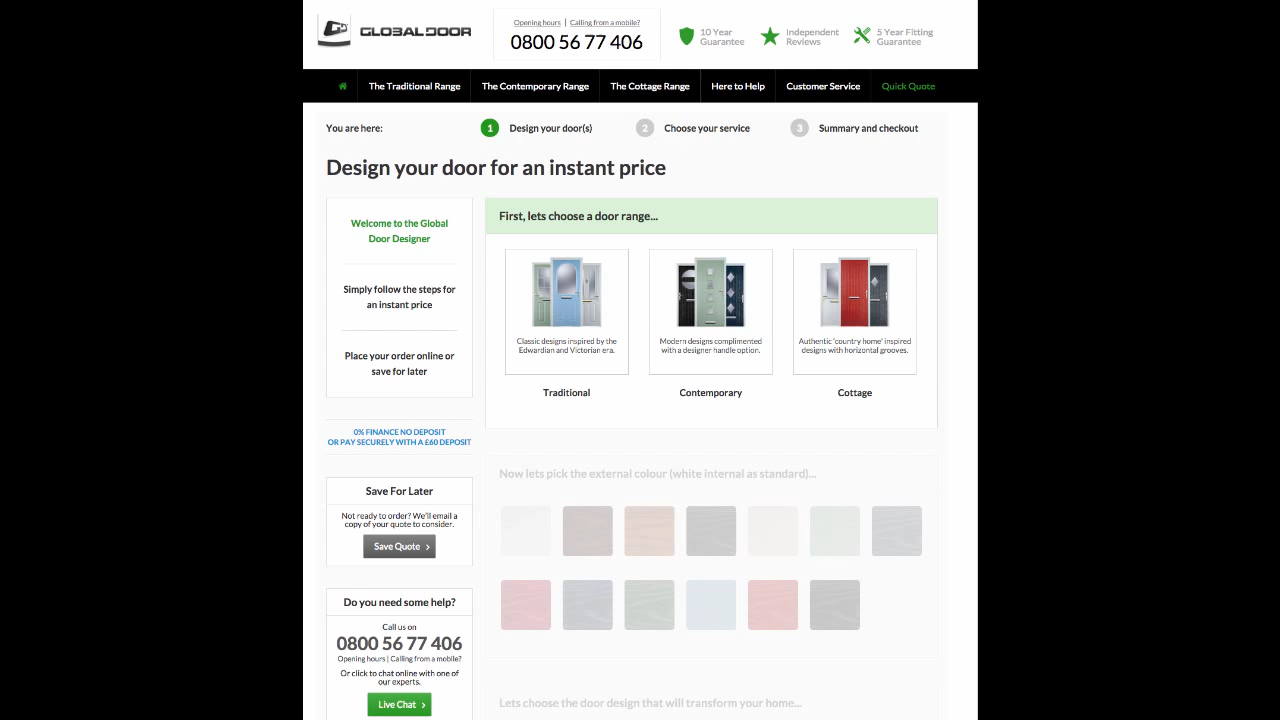 GLOBAL DOOR
Opening hours | Calling from a mobile?
0800 56 77 406
10 Year
Guarantee
Independent
Reviews
5 Year Fitting
Guarantee
The Traditional Range
The Contemporary Range
The Cottage Range
Here to Help
Customer Service
Quick Quote
You are here:
1 Design your door(s)
2 Choose your service
3 Summary and checkout
Design your door for an instant price
Welcome to the Global
Door Designer
Simply follow the steps for
an instant price
Place your order online or
save for later
0% FINANCE NO DEPOSIT
OR PAY SECURELY WITH A £60 DEPOSIT
Save For Later
Not ready to order? We'll email a
copy of your quote to consider.
Save Quote
Do you need some help?
Call us on
0800 56 77 406
Opening hours | Calling from a mobile?
Or click to chat online with one of
our experts.
Live Chat
First, lets choose a door range...
Classic designs inspired by the
Edwardian and Victorian era.
Traditional
Modern designs complimented
with a designer handle option.
Contemporary
Authentic 'country home' inspired
designs with horizontal grooves.
Cottage
Now lets pick the external colour (white internal as standard)...
Lets choose the door design that will transform your home...